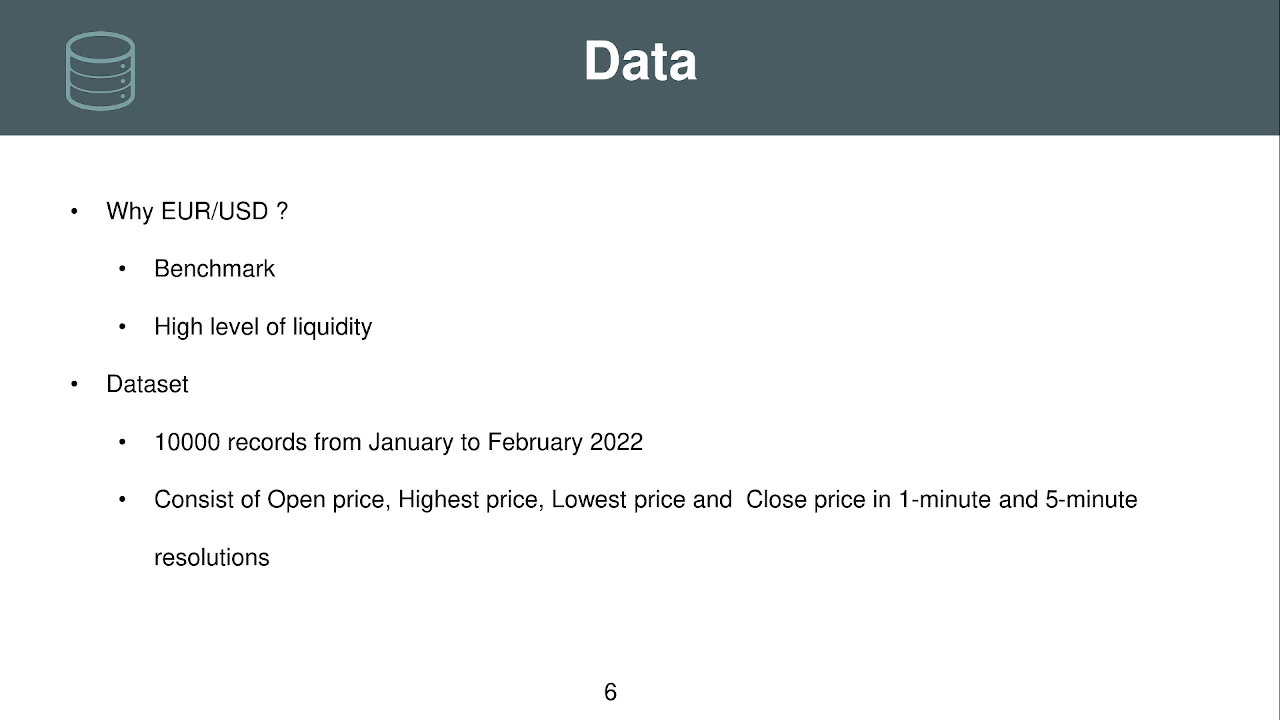 Data
• Why EUR/USD ?
• Benchmark
• High level of liquidity
• Dataset
• 10000 records from January to February 2022
• Consist of Open price, Highest price, Lowest price and  Close price in 1-minute and 5-minute
resolutions
6